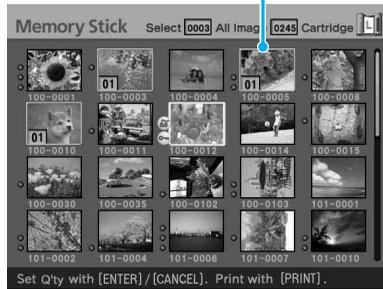 Memory Stick Select 0003 All Image 0245 Cartridge L
01 01
100-0001 100-0003 100-0004 100-0005 100-0008
01
100-0010 100-0011 100-0012 100-0014 100-0015
100-0030 100-0035 100-0102 100-0103 100-0001
101-0002 101-0004 101-0006 101-0007 101-0010
Set Q'ty with [ENTER]/[CANCEL]. Print with [PRINT].